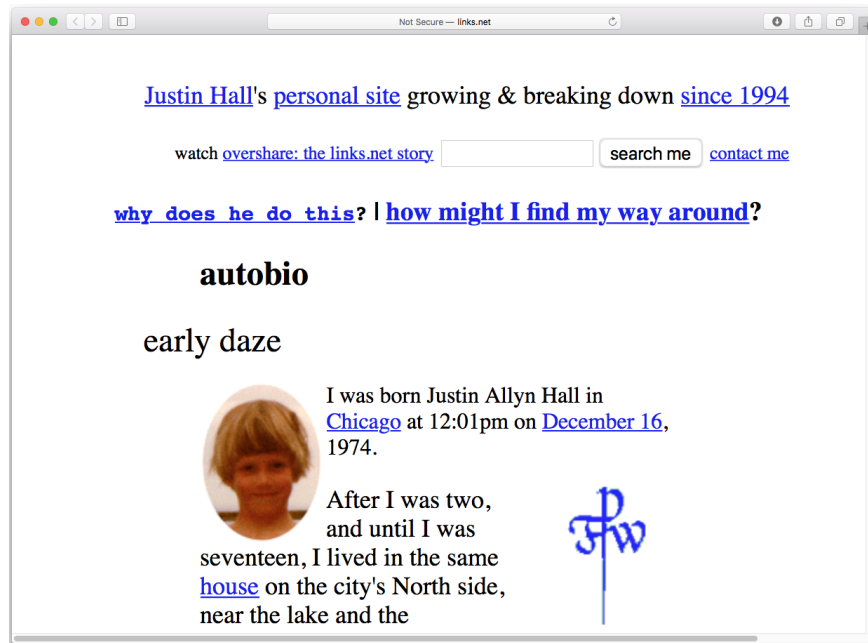 Not Secure — links.net
Justin Hall's personal site growing & breaking down since 1994
watch overshare: the links.net story search me contact me
why does he do this? | how might I find my way around?
autobio
early daze
I was born Justin Allyn Hall in
Chicago at 12:01pm on December 16,
1974.
After I was two,
and until I was
seventeen, I lived in the same
house on the city's North side,
near the lake and the